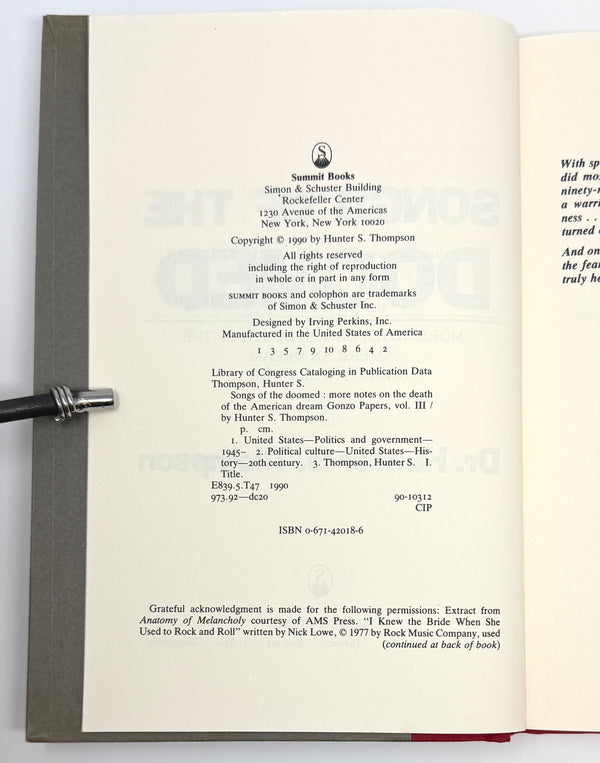 S
Summit Books
Simon & Schuster Building
Rockefeller Center
1230 Avenue of the Americas
New York, New York 10020
Copyright © 1990 by Hunter S. Thompson
All rights reserved
including the right of reproduction
in whole or in part in any form
SUMMIT BOOKS and colophon are trademarks
of Simon & Schuster Inc.
Designed by Irving Perkins, Inc.
Manufactured in the United States of America
1 3 5 7 9 10 8 6 4 2
Library of Congress Cataloging in Publication Data
Thompson, Hunter S.
Songs of the doomed : more notes on the death
of the American dream Gonzo Papers, vol. III /
by Hunter S. Thompson.
p. cm.
1. United States—Politics and government—
1945– 2. Political culture—United States—His-
tory—20th century. 3. Thompson, Hunter S. I.
Title.
E839.5.T47 1990
973.92—dc20 90-10312
CIP
ISBN 0-671-42018-6
Grateful acknowledgment is made for the following permissions: Extract from
Anatomy of Melancholy courtesy of AMS Press. “I Knew the Bride When She
Used to Rock and Roll” written by Nick Lowe, © 1977 by Rock Music Company, used
(continued at back of book)
With sp
did mo
ninety-
a warri
ness . .
turned
And on
the fear
truly he